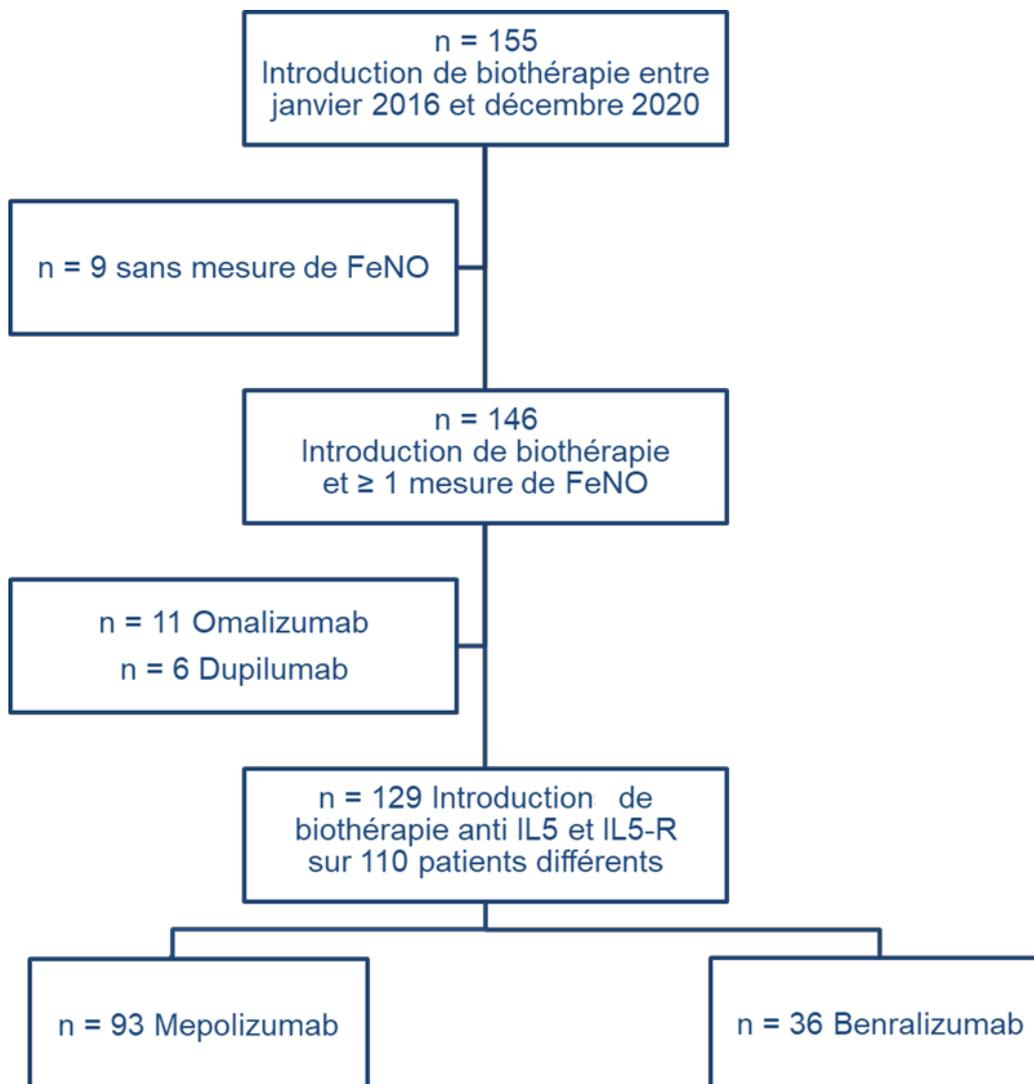 n = 155
Introduction de biothérapie entre
janvier 2016 et décembre 2020
n = 9 sans mesure de FeNO
n = 146
Introduction de biothérapie
et ≥ 1 mesure de FeNO
n = 11 Omalizumab
n = 6 Dupilumab
n = 129 Introduction de
biothérapie anti IL5 et IL5-R
sur 110 patients différents
n = 93 Mepolizumab
n = 36 Benralizumab